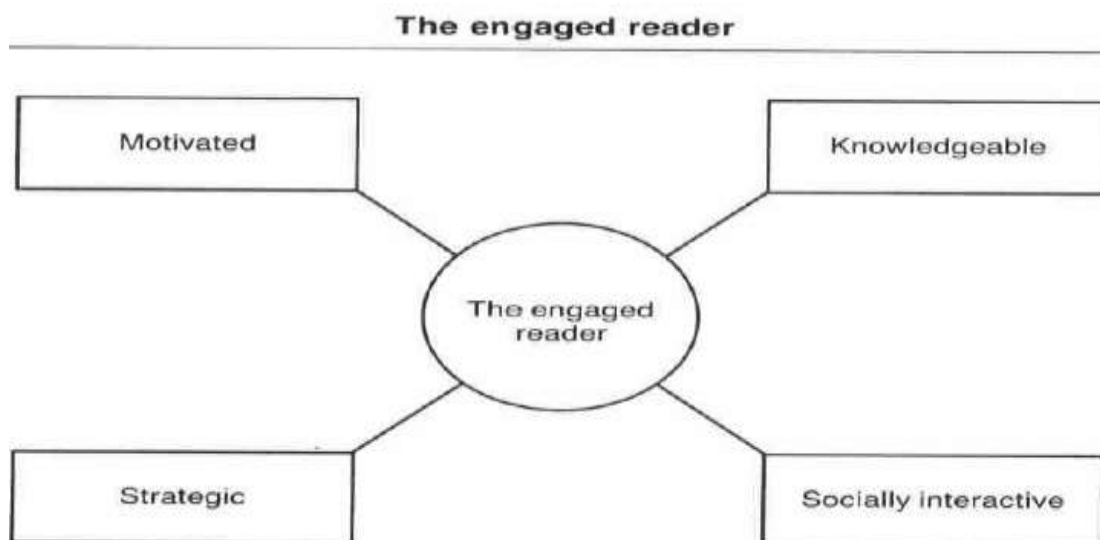 The engaged reader
Motivated
Knowledgeable
The engaged
reader
Strategic
Socially interactive